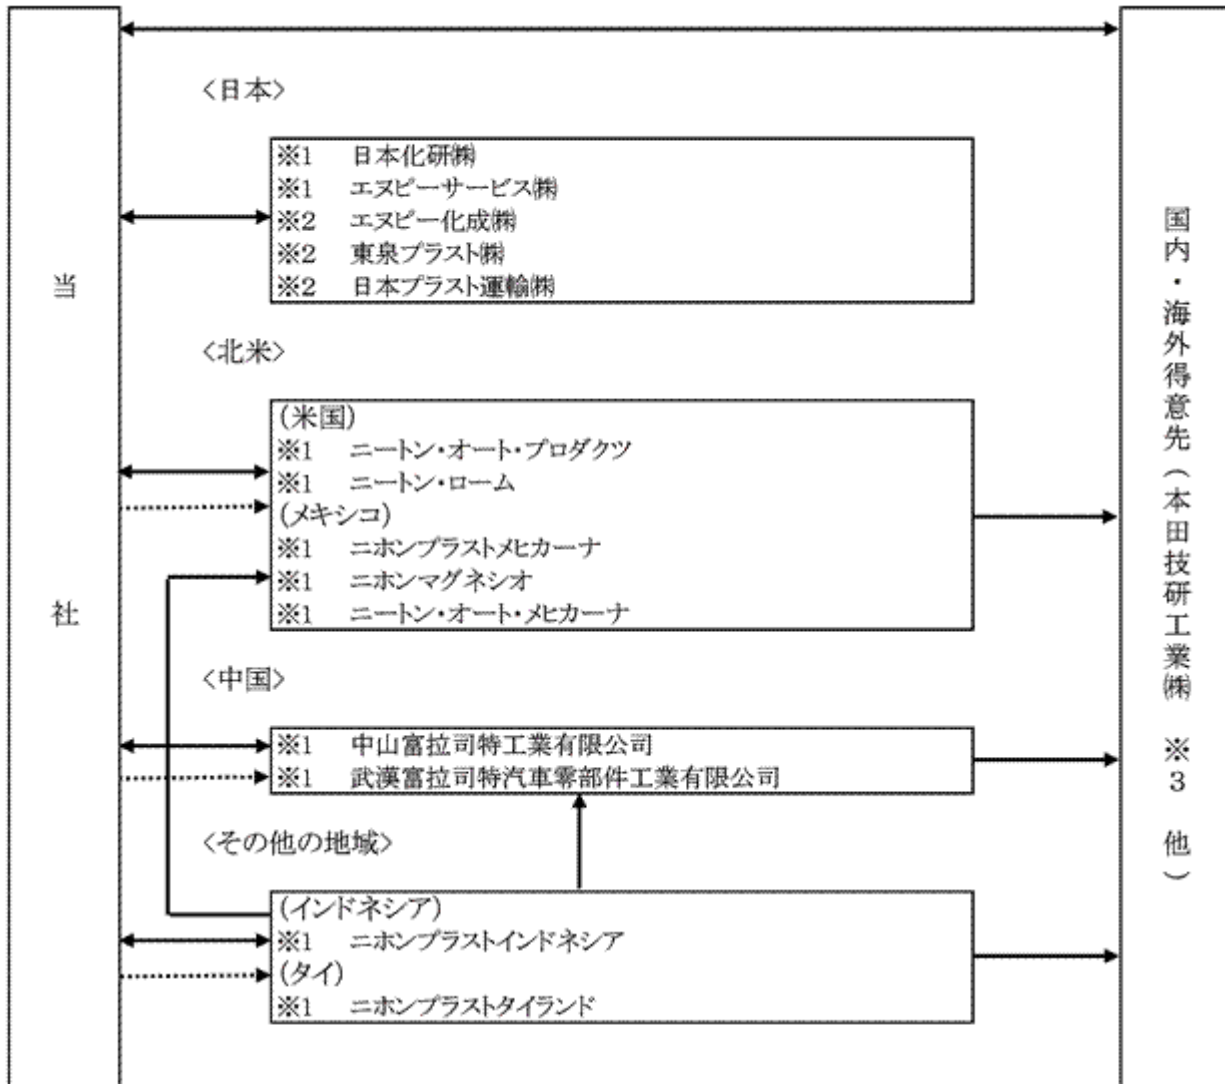 当社
<日本>
※1 日本化研㈱
※1 エヌピーサービス㈱
※2 エヌピー化成㈱
※2 東泉プラスト㈱
※2 日本プラスト運輸㈱
<北米>
(米国)
※1 ニートン・オート・プロダクツ
※1 ニートン・ローム
(メキシコ)
※1 ニホンプラストメヒカーナ
※1 ニホンマグネシオ
※1 ニートン・オート・メヒカーナ
<中国>
※1 中山富拉司特工業有限公司
※1 武漢富拉司特汽車零部件工業有限公司
<その他の地域>
(インドネシア)
※1 ニホンプラストインドネシア
(タイ)
※1 ニホンプラストタイランド
国内・海外得意先(本田技研工業㈱ ※3 他)